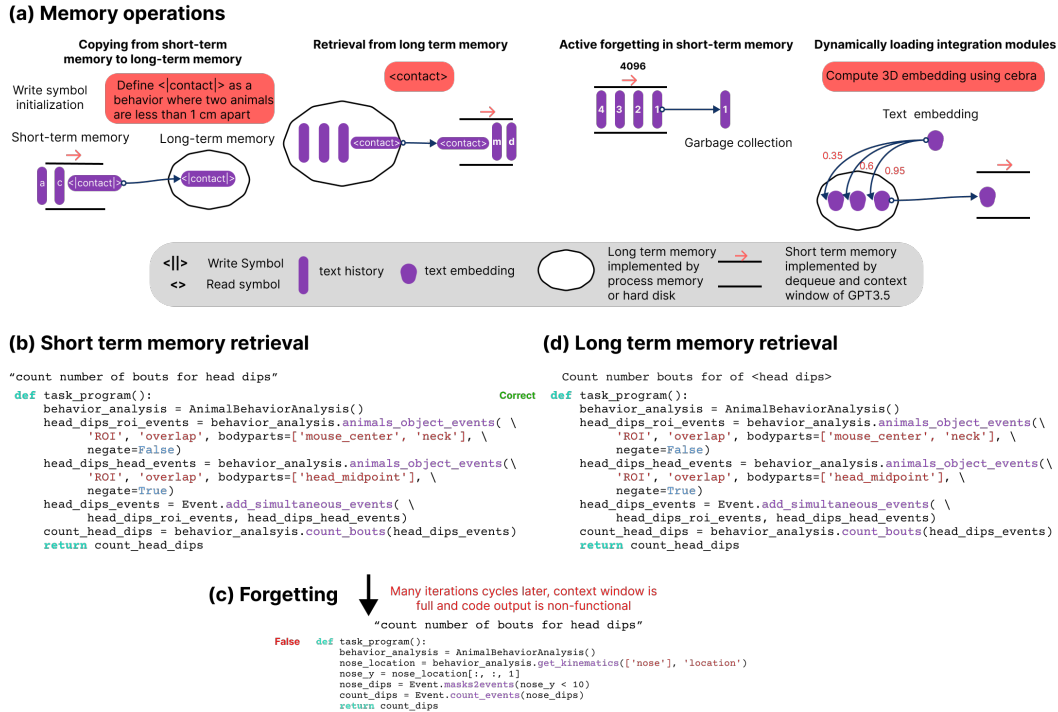 (a) Memory operations
Copying from short-term
memory to long-term memory
Write symbol
initialization
Define <|contact|> as a
behavior where two animals
are less than 1 cm apart
Short-term memory
Long-term memory
a
c
<|contact|>
<|contact|>
Retrieval from long term memory
<contact>
<contact>
<contact>
m
d
Active forgetting in short-term memory
4096
4
3
2
1
1
Garbage collection
Dynamically loading integration modules
Compute 3D embedding using cebra
Text embedding
0.35
0.6
0.95
<||>
Write Symbol
<>
Read symbol
text history
text embedding
Long term memory
implemented by
process memory
or hard disk
Short term memory
implemented by
dequeue and context
window of GPT3.5
(b) Short term memory retrieval
“count number of bouts for head dips”
def task_program():
behavior_analysis = AnimalBehaviorAnalysis()
head_dips_roi_events = behavior_analysis.animals_object_events( \
'ROI', 'overlap', bodyparts=['mouse_center', 'neck'], \
negate=False)
head_dips_head_events = behavior_analysis.animals_object_events(\
'ROI', 'overlap', bodyparts=['head_midpoint'], \
negate=True)
head_dips_events = Event.add_simultaneous_events( \
head_dips_roi_events, head_dips_head_events)
count_head_dips = behavior_analsyis.count_bouts(head_dips_events)
return count_head_dips
(d) Long term memory retrieval
Count number bouts for of <head dips>
Correct
def task_program():
behavior_analysis = AnimalBehaviorAnalysis()
head_dips_roi_events = behavior_analysis.animals_object_events( \
'ROI', 'overlap', bodyparts=['mouse_center', 'neck'], \
negate=False)
head_dips_head_events = behavior_analysis.animals_object_events(\
'ROI', 'overlap', bodyparts=['head_midpoint'], \
negate=True)
head_dips_events = Event.add_simultaneous_events( \
head_dips_roi_events, head_dips_head_events)
count_head_dips = behavior_analsyis.count_bouts(head_dips_events)
return count_head_dips
(c) Forgetting
Many iterations cycles later, context window is
full and code output is non-functional
“count number of bouts for head dips”
False
def task_program():
behavior_analysis = AnimalBehaviorAnalysis()
nose_location = behavior_analysis.get_kinematics(['nose'], 'location')
nose_y = nose_location[:, :, 1]
nose_dips = Event.masks2events(nose_y < 10)
count_dips = Event.count_events(nose_dips)
return count_dips